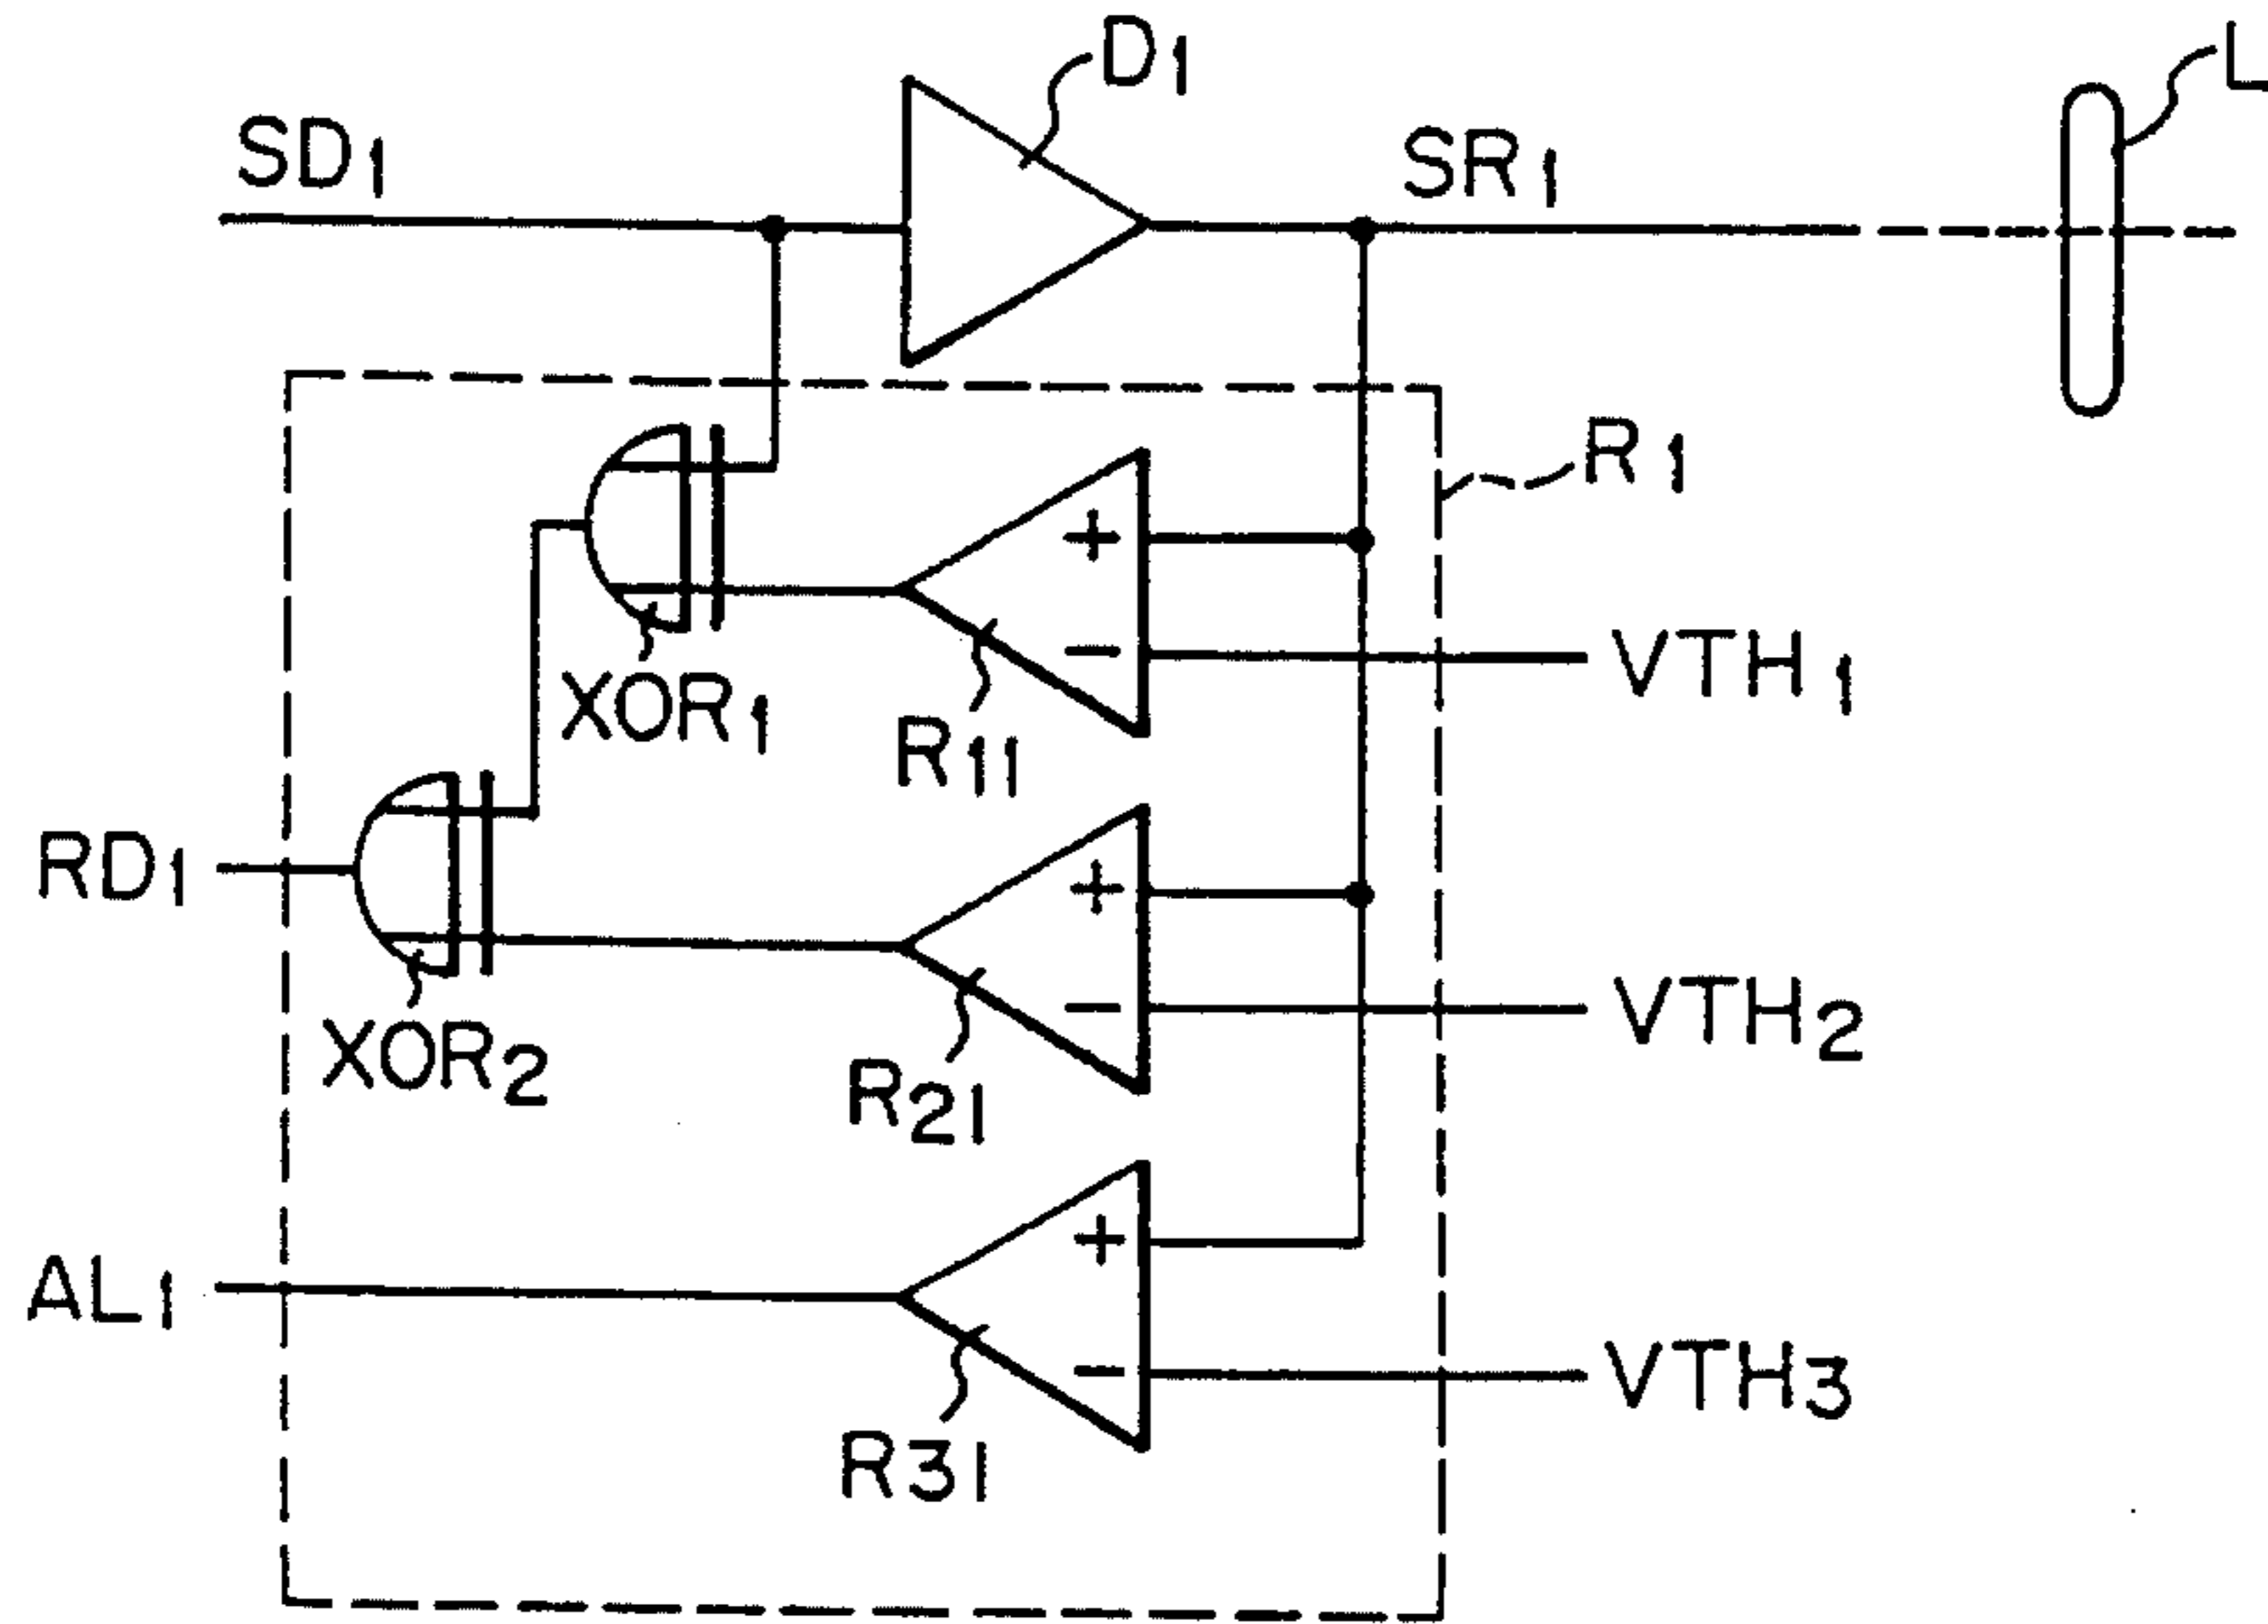 D1
L
SD1
SR1
R1
+
-
VTH1
XOR1
R11
RD1
+
-
VTH2
XOR2
R21
AL1
+
-
VTH3
R31